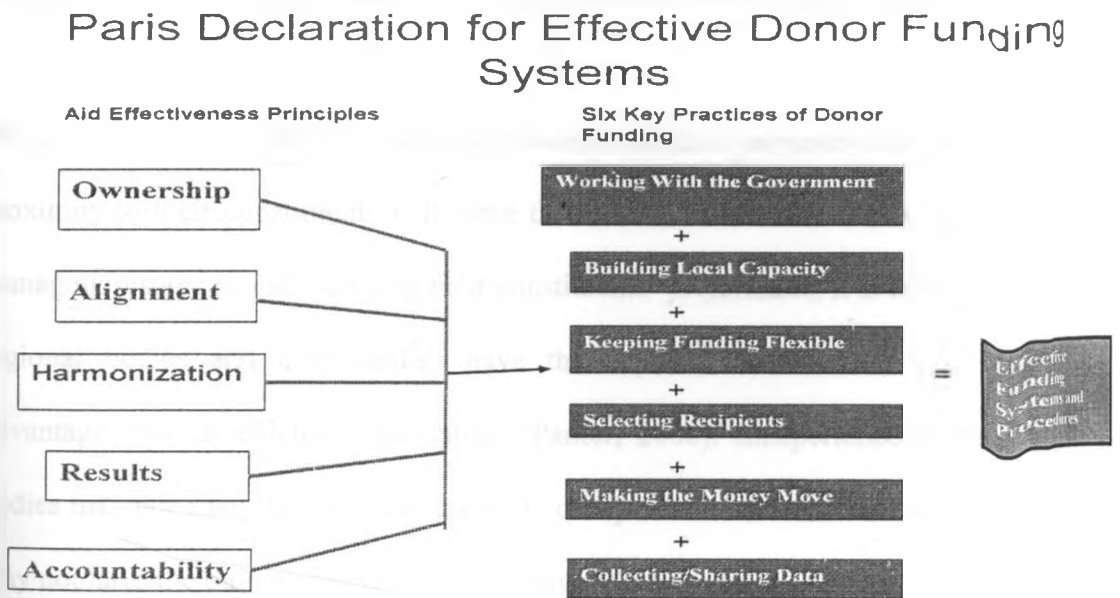 Paris Declaration for Effective Donor Funding
Systems
Aid Effectiveness Principles
Six Key Practices of Donor
Funding
Ownership
Alignment
Harmonization
Results
Accountability
Working With the Government
+
Building Local Capacity
+
Keeping Funding Flexible
+
Selecting Recipients
+
Making the Money Move
+
Collecting/Sharing Data
=
Effective
Funding
Systems and
Procedures